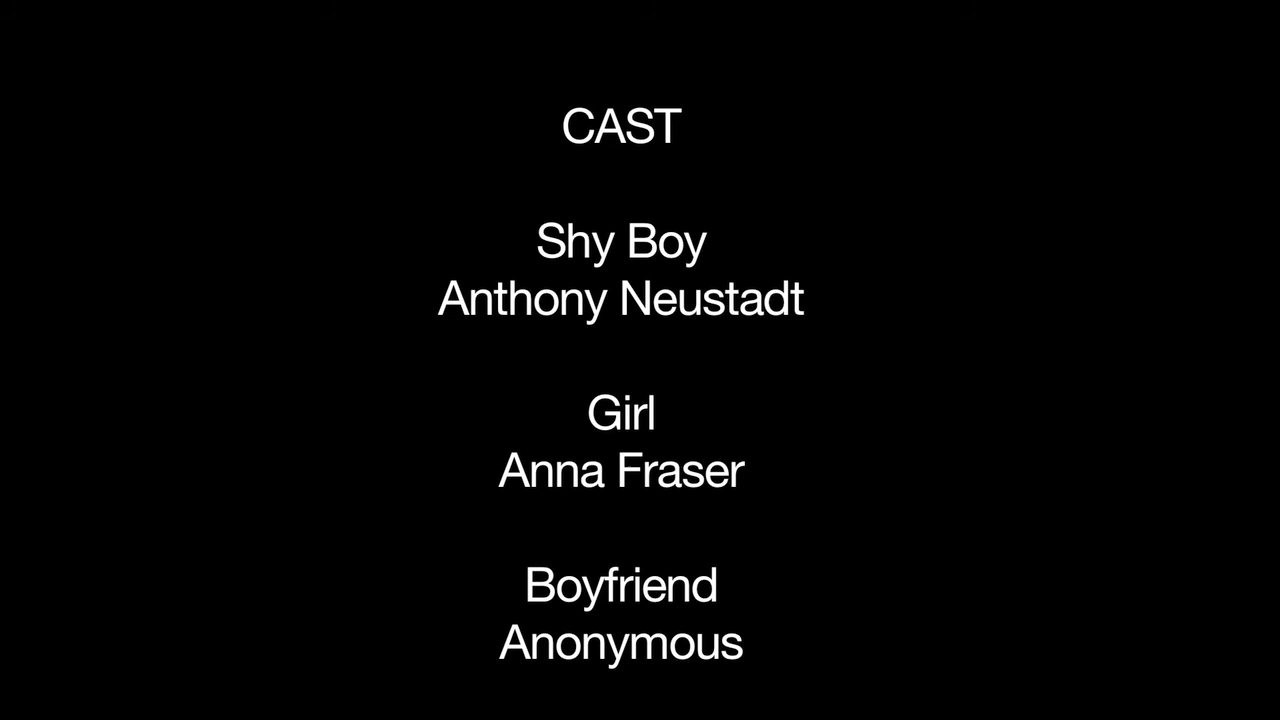 CAST
Shy Boy
Anthony Neustadt
Girl
Anna Fraser
Boyfriend
Anonymous